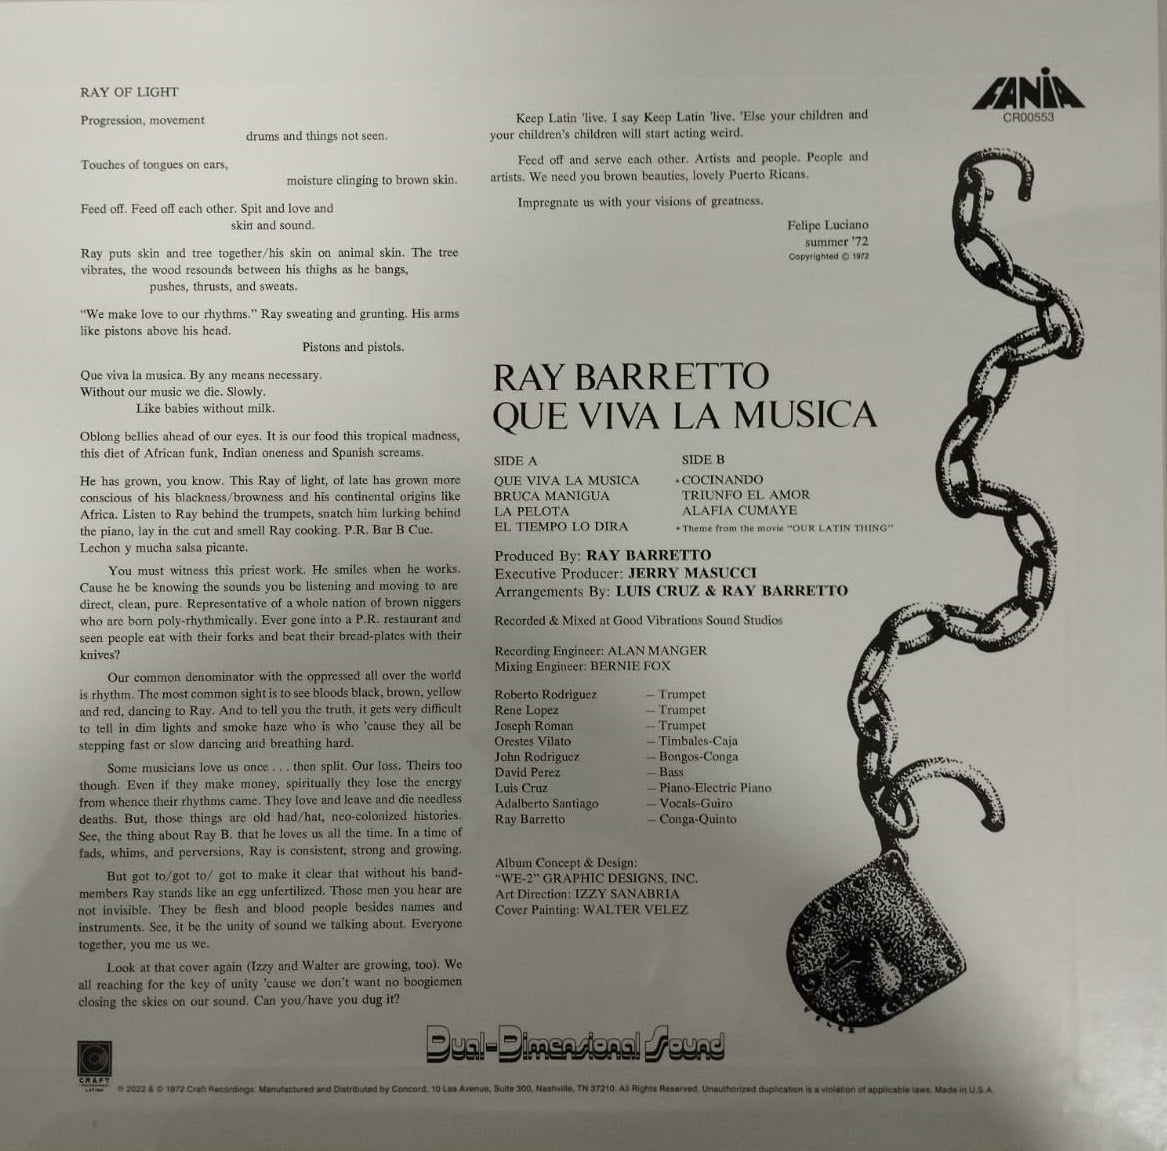 RAY OF LIGHT
Progression, movement
drums and things not seen.
Touches of tongues on ears,
moisture clinging to brown skin.
Feed off. Feed off each other. Spit and love and
skin and sound.
Ray puts skin and tree together/his skin on animal skin. The tree
vibrates, the wood resounds between his thighs as he bangs,
pushes, thrusts, and sweats.
"We make love to our rhythms." Ray sweating and grunting. His arms
like pistons above his head.
Pistons and pistols.
Que viva la musica. By any means necessary.
Without our music we die. Slowly.
Like babies without milk.
Oblong bellies ahead of our eyes. It is our food this tropical madness,
this diet of African funk, Indian oneness and Spanish screams.
He has grown, you know. This Ray of light, of late has grown more
conscious of his blackness/browness and his continental origins like
Africa. Listen to Ray behind the trumpets, snatch him lurking behind
the piano, lay in the cut and smell Ray cooking. P.R. Bar B Cue.
Lechon y mucha salsa picante.
You must witness this priest work. He smiles when he works.
Cause he be knowing the sounds you be listening and moving to are
direct, clean, pure. Representative of a whole nation of brown niggers
who are born poly-rhythmically. Ever gone into a P.R. restaurant and
seen people eat with their forks and beat their bread-plates with their
knives?
Our common denominator with the oppressed all over the world
is rhythm. The most common sight is to see bloods black, brown, yellow
and red, dancing to Ray. And to tell you the truth, it gets very difficult
to tell in dim lights and smoke haze who is who 'cause they all be
stepping fast or slow dancing and breathing hard.
Some musicians love us once . . . then split. Our loss. Theirs too
though. Even if they make money, spiritually they lose the energy
from whence their rhythms came. They love and leave and die needless
deaths. But, those things are old had/hat, neo-colonized histories.
See, the thing about Ray B. that he loves us all the time. In a time of
fads, whims, and perversions, Ray is consistent, strong and growing.
But got to/got to/ got to make it clear that without his band-
members Ray stands like an egg unfertilized. Those men you hear are
not invisible. They be flesh and blood people besides names and
instruments. See, it be the unity of sound we talking about. Everyone
together, you me us we.
Look at that cover again (Izzy and Walter are growing, too). We
all reaching for the key of unity 'cause we don't want no boogiemen
closing the skies on our sound. Can you/have you dug it?
Keep Latin 'live. I say Keep Latin 'live. 'Else your children and
your children's children will start acting weird.
Feed off and serve each other. Artists and people. People and
artists. We need you brown beauties, lovely Puerto Ricans.
Impregnate us with your visions of greatness.
Felipe Luciano
summer '72
Copyrighted © 1972
FANIA
CR00553
RAY BARRETTO
QUE VIVA LA MUSICA
SIDE A
QUE VIVA LA MUSICA
BRUCA MANIGUA
LA PELOTA
EL TIEMPO LO DIRA
SIDE B
*COCINANDO
TRIUNFO EL AMOR
ALAFIA CUMAYE
*Theme from the movie "OUR LATIN THING"
Produced By: RAY BARRETTO
Executive Producer: JERRY MASUCCI
Arrangements By: LUIS CRUZ & RAY BARRETTO
Recorded & Mixed at Good Vibrations Sound Studios
Recording Engineer: ALAN MANGER
Mixing Engineer: BERNIE FOX
Roberto Rodriguez — Trumpet
Rene Lopez — Trumpet
Joseph Roman — Trumpet
Orestes Vilato — Timbales-Caja
John Rodriguez — Bongos-Conga
David Perez — Bass
Luis Cruz — Piano-Electric Piano
Adalberto Santiago — Vocals-Guiro
Ray Barretto — Conga-Quinto
Album Concept & Design:
"WE-2" GRAPHIC DESIGNS, INC.
Art Direction: IZZY SANABRIA
Cover Painting: WALTER VELEZ
VELEZ
Dual-Dimensional Sound
CRAFT
LATINO
℗ 2022 & © 1972 Craft Recordings. Manufactured and Distributed by Concord, 10 Lea Avenue, Suite 300, Nashville, TN 37210. All Rights Reserved. Unauthorized duplication is a violation of applicable laws. Made in U.S.A.